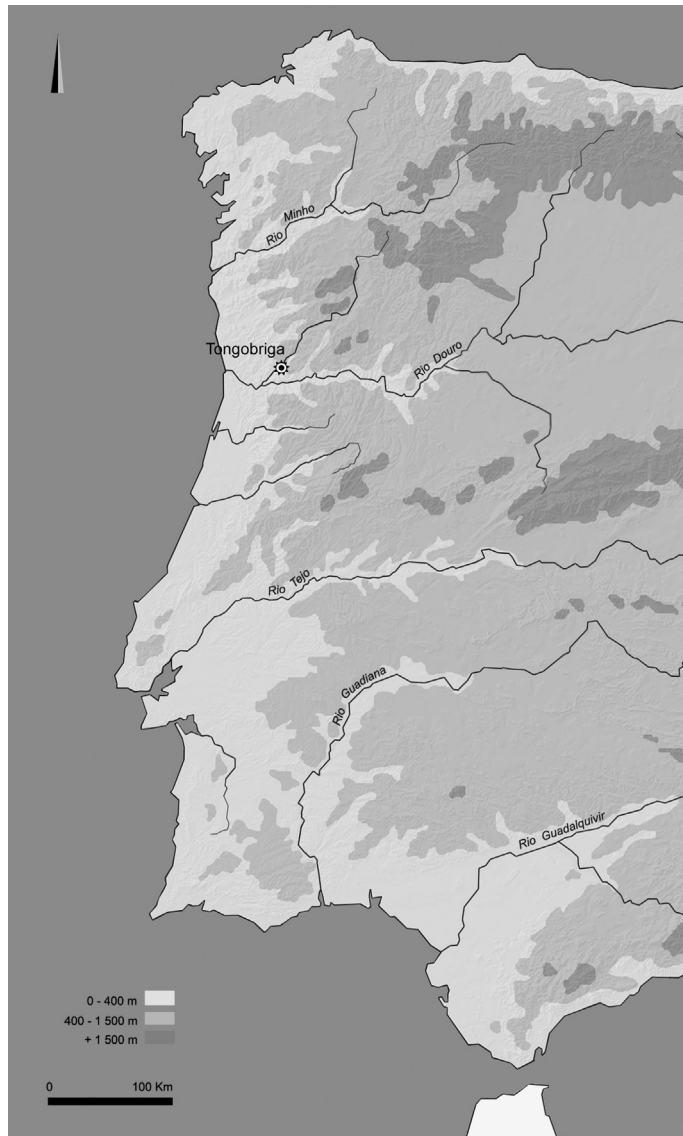 Rio Minho
Tongobriga
Rio Douro
Rio Tejo
Rio Guadiana
Rio Guadalquivir
0 - 400 m
400 - 1 500 m
+ 1 500 m
0 100 Km